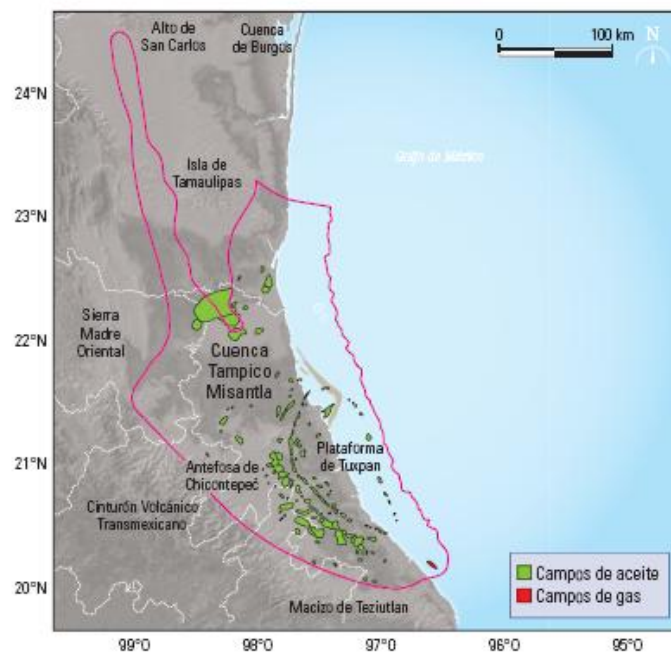 Alto de
San Carlos
Cuenca
de Burgos
0
100 km
N
24°N
Golfo de México
Isla de
Tamaulipas
23°N
Sierra
Madre
Oriental
22°N
Cuenca
Tampico
Misantla
21°N
Antefosa de
Chicontepec
Plataforma
de Tuxpan
Cinturón Volcánico
Transmexicano
20°N
Macizo de Teziutlan
Campos de aceite
Campos de gas
99°O
98°O
97°O
96°O
95°O